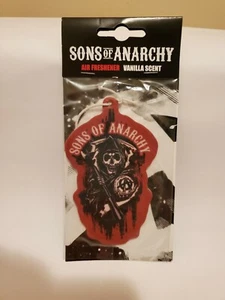 SONS OF ANARCHY
AIR FRESHENER VANILLA SCENT
SONS OF ANARCHY